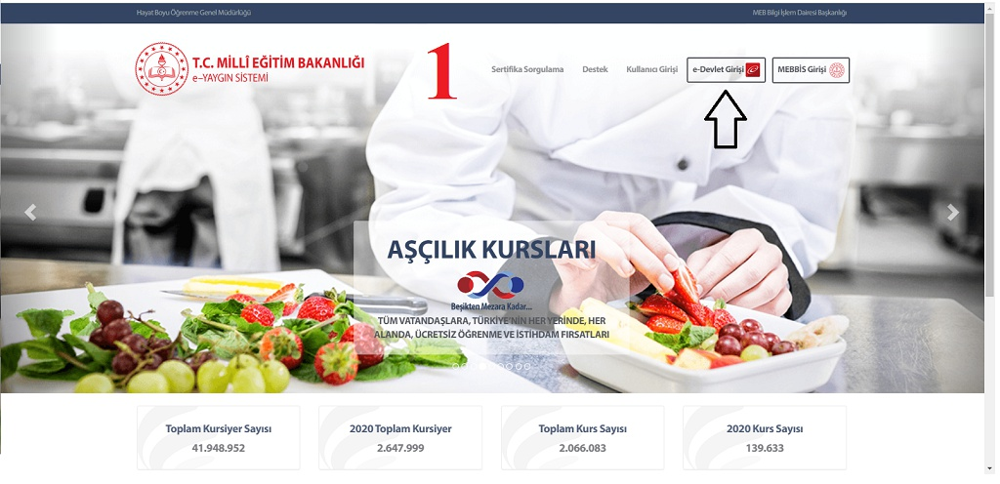 Hayat Boyu Öğrenme Genel Müdürlüğü
MEB Bilgi İşlem Dairesi Başkanlığı
T.C. MİLLÎ EĞİTİM BAKANLIĞI
e–YAYGIN SİSTEMİ
1
Sertifika Sorgulama
Destek
Kullanıcı Girişi
e-Devlet Girişi
MEBBİS Girişi
AŞÇILIK KURSLARI
Beşikten Mezara Kadar...
TÜM VATANDAŞLARA, TÜRKİYE'NİN HER YERİNDE, HER
ALANDA, ÜCRETSİZ ÖĞRENME VE İSTİHDAM FIRSATLARI
Toplam Kursiyer Sayısı
41.948.952
2020 Toplam Kursiyer
2.647.999
Toplam Kurs Sayısı
2.066.083
2020 Kurs Sayısı
139.633